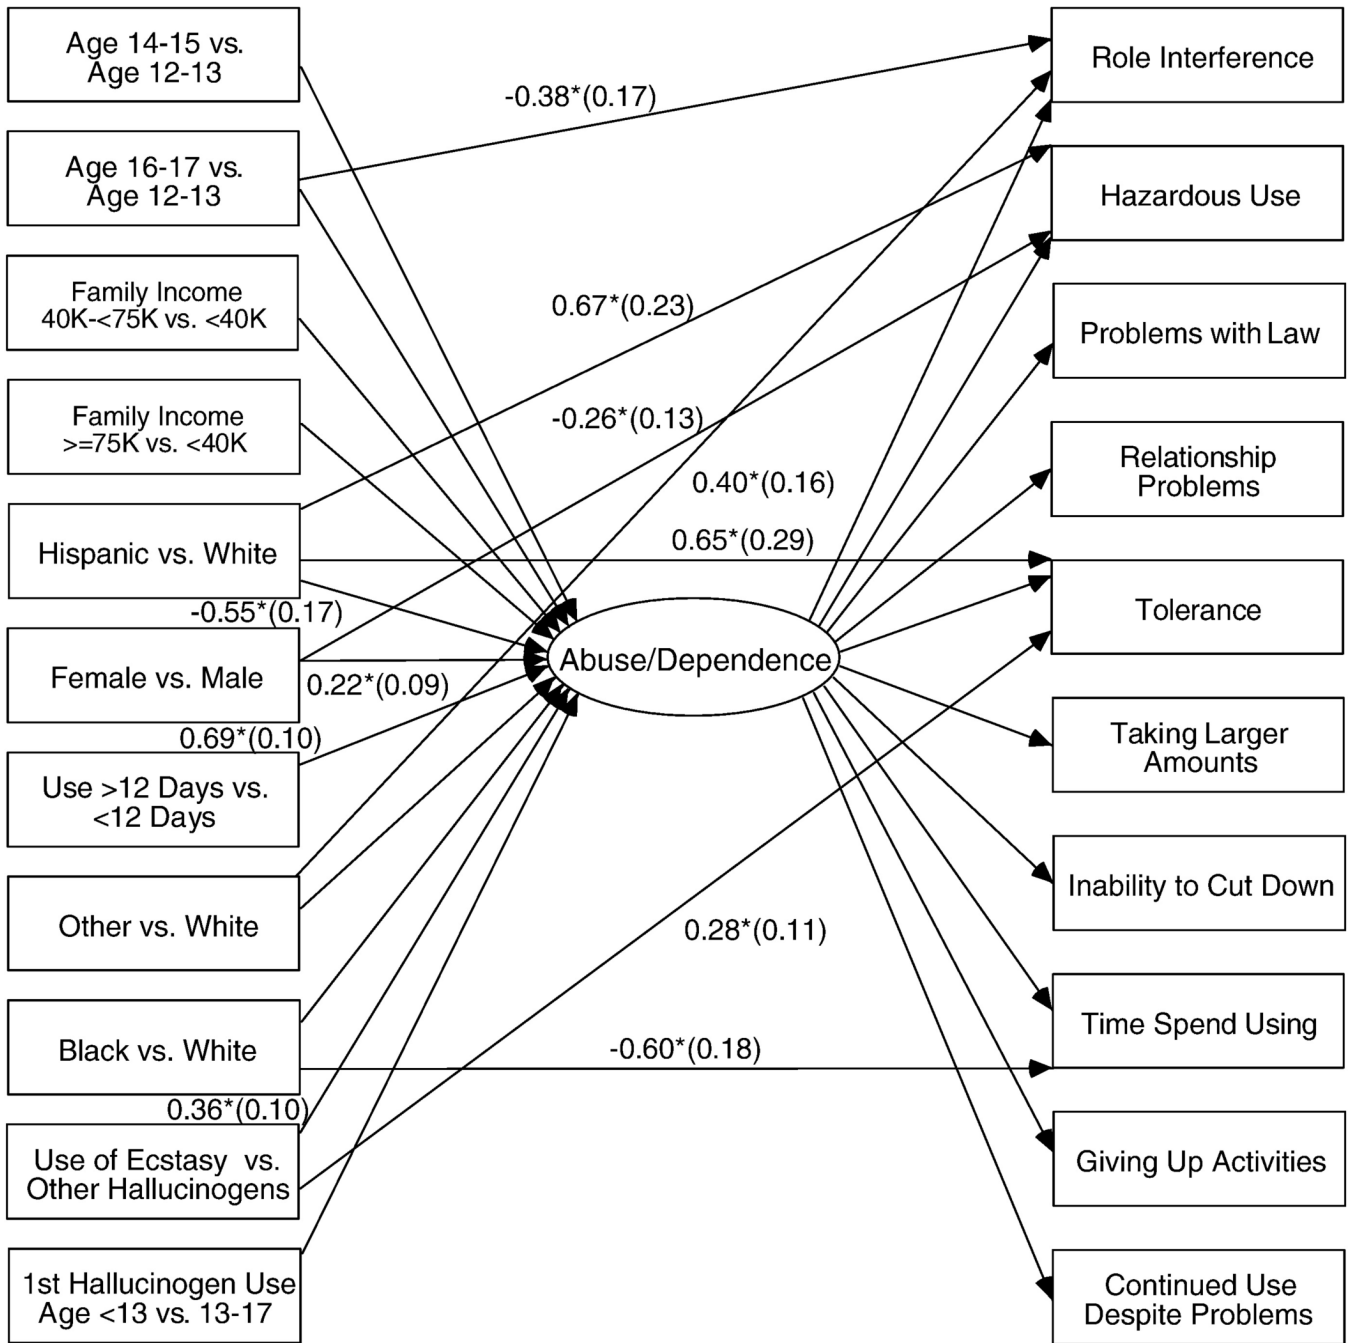 Age 14-15 vs.
Age 12-13
Age 16-17 vs.
Age 12-13
Family Income
40K-<75K vs. <40K
Family Income
>=75K vs. <40K
Hispanic vs. White
Female vs. Male
Use >12 Days vs.
<12 Days
Other vs. White
Black vs. White
Use of Ecstasy vs.
Other Hallucinogens
1st Hallucinogen Use
Age <13 vs. 13-17
-0.38*(0.17)
0.67*(0.23)
-0.26*(0.13)
0.40*(0.16)
0.65*(0.29)
-0.55*(0.17)
0.22*(0.09)
0.69*(0.10)
0.28*(0.11)
-0.60*(0.18)
0.36*(0.10)
Abuse/Dependence
Role Interference
Hazardous Use
Problems with Law
Relationship
Problems
Tolerance
Taking Larger
Amounts
Inability to Cut Down
Time Spend Using
Giving Up Activities
Continued Use
Despite Problems